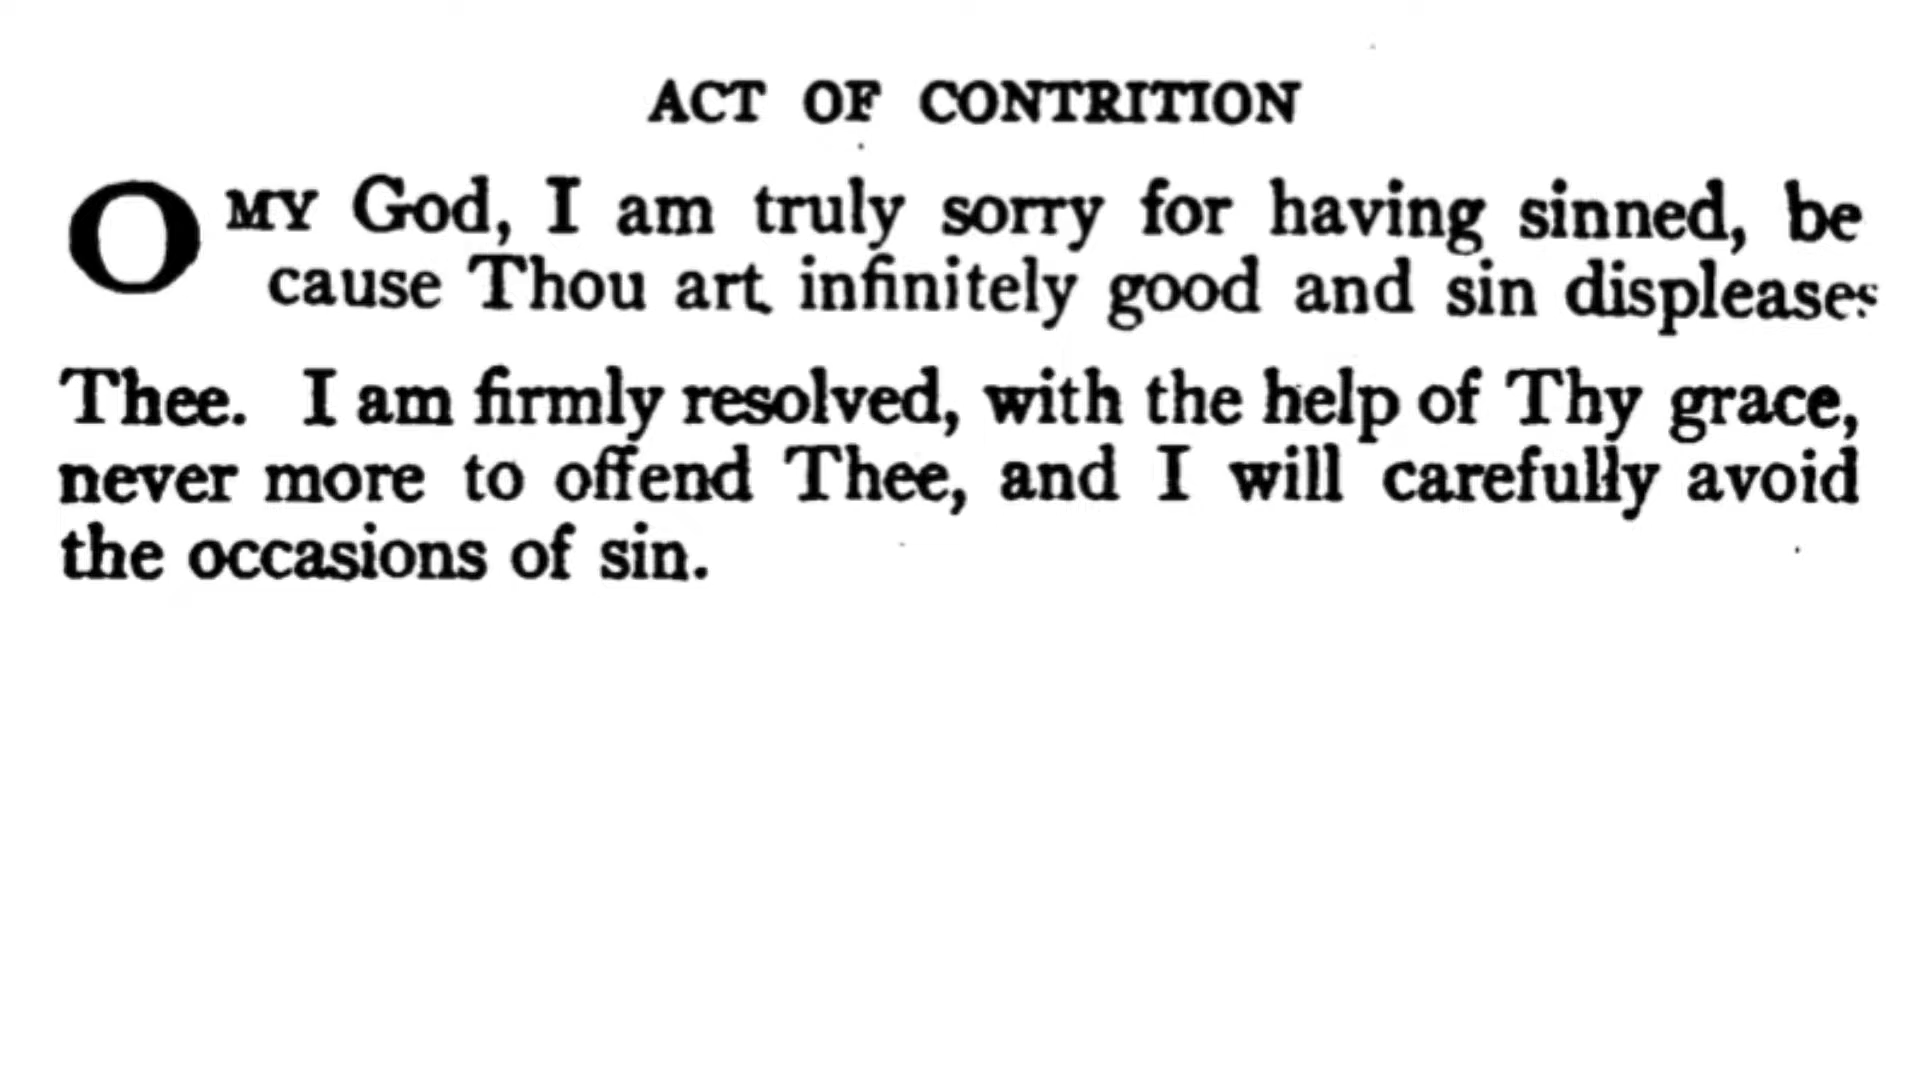 ACT OF CONTRITION
O MY God, I am truly sorry for having sinned, be
cause Thou art infinitely good and sin displeases
Thee. I am firmly resolved, with the help of Thy grace,
never more to offend Thee, and I will carefully avoid
the occasions of sin.